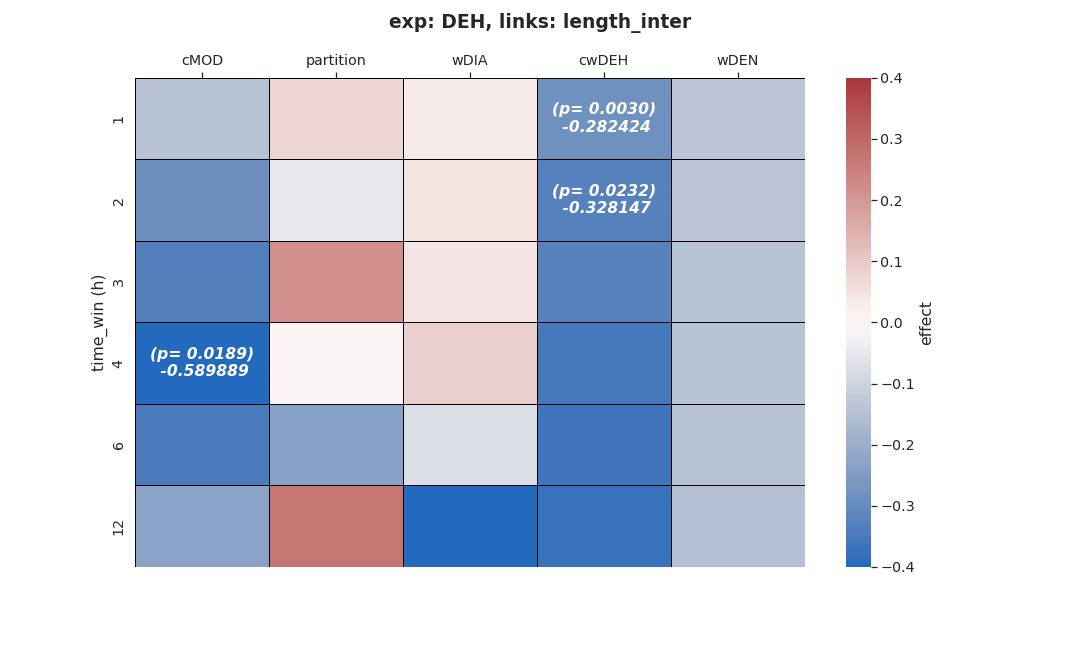 exp: DEH, links: length_inter
cMOD partition wDIA cwDEH wDEN
time_win (h)
1
(p= 0.0030)
-0.282424
2
(p= 0.0232)
-0.328147
3
4
(p= 0.0189)
-0.589889
6
12
0.4
0.3
0.2
0.1
0.0
−0.1
−0.2
−0.3
−0.4
effect